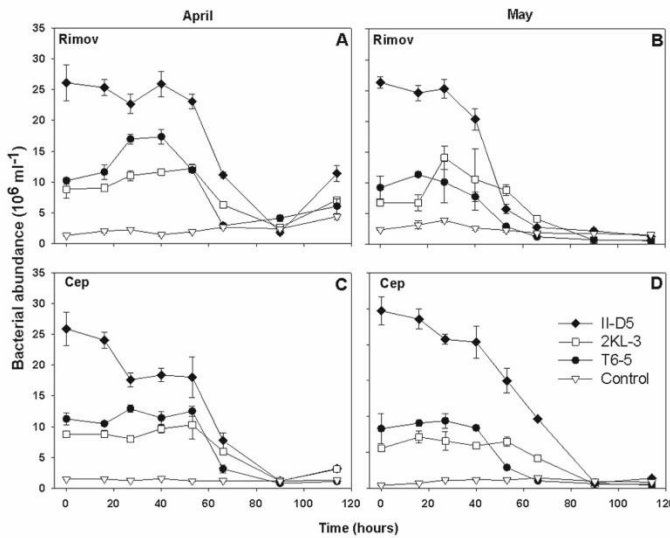 April May
Rimov A Rimov B
35
30
25
20
15
10
5
0
Cep C Cep D
35
30
25
20
15
10
5
0
II-D5
2KL-3
T6-5
Control
0 20 40 60 80 100 120 0 20 40 60 80 100 120
Bacterial abundance (10⁶ ml⁻¹)
Time (hours)